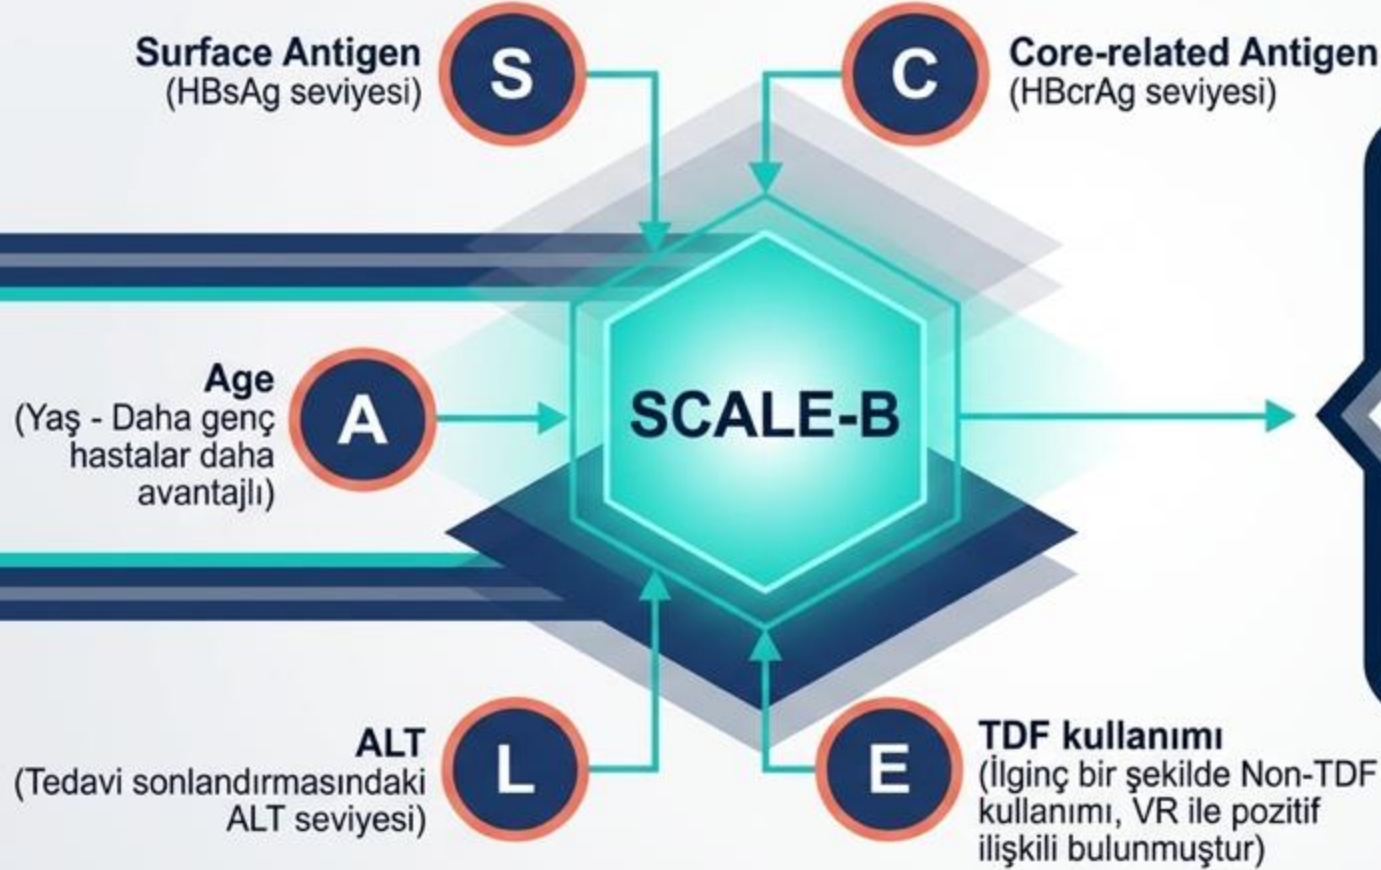 Surface Antigen
(HBsAg seviyesi)
S
C
Core-related Antigen
(HBcrAg seviyesi)
Age
(Yaş - Daha genç
hastalar daha
avantajlı)
A
SCALE-B
ALT
(Tedavi sonlandırmasındaki
ALT seviyesi)
L
E
TDF kullanımı
(İlginç bir şekilde Non-TDF
kullanımı, VR ile pozitif
ilişkili bulunmuştur)